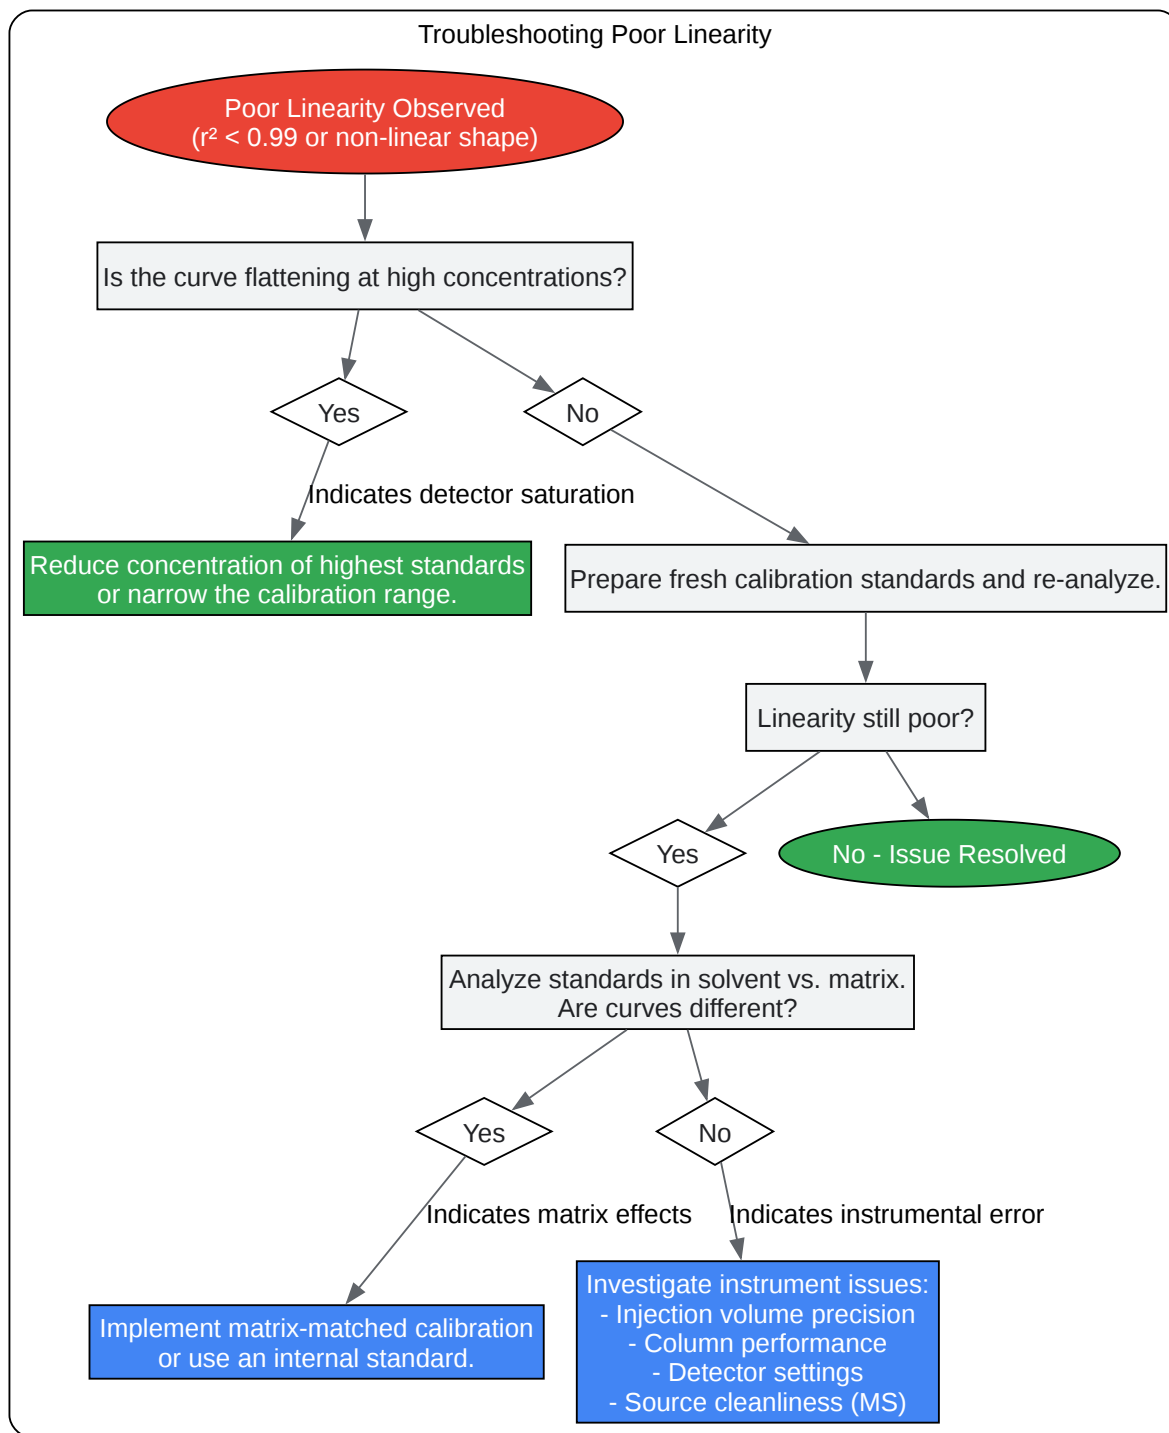 Troubleshooting Poor Linearity
Poor Linearity Observed
(r² < 0.99 or non-linear shape)
Is the curve flattening at high concentrations?
Yes
No
Indicates detector saturation
Reduce concentration of highest standards
or narrow the calibration range.
Prepare fresh calibration standards and re-analyze.
Linearity still poor?
Yes
No - Issue Resolved
Analyze standards in solvent vs. matrix.
Are curves different?
Yes
No
Indicates matrix effects
Indicates instrumental error
Implement matrix-matched calibration
or use an internal standard.
Investigate instrument issues:
- Injection volume precision
- Column performance
- Detector settings
- Source cleanliness (MS)